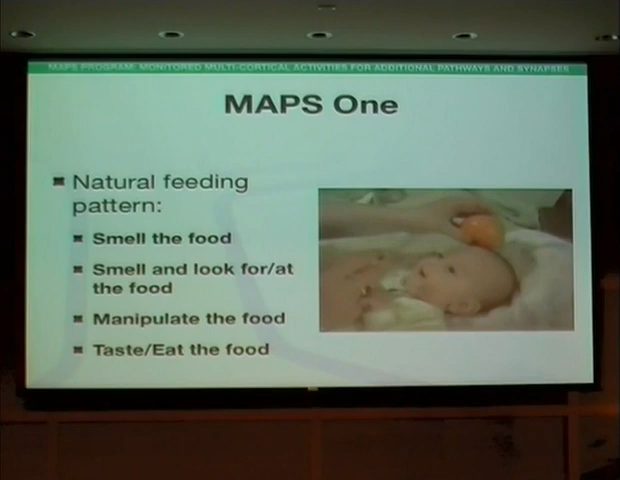 MAPS PROGRAM: MONITORED MULTI-CORTICAL ACTIVITIES FOR ADDITIONAL PATHWAYS AND SYNAPSES
MAPS One
Natural feeding
pattern:
Smell the food
Smell and look for/at
the food
Manipulate the food
Taste/Eat the food